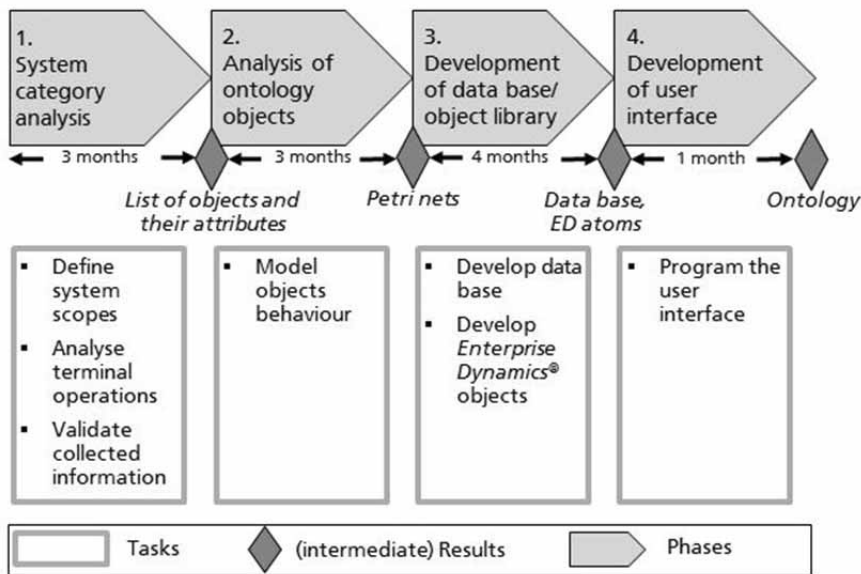 1.
System
category
analysis
2.
Analysis of
ontology
objects
3.
Development
of data base/
object library
4.
Development
of user
interface
3 months
3 months
4 months
1 month
List of objects and
their attributes
Petri nets
Data base,
ED atoms
Ontology
▪ Define
system
scopes
▪ Analyse
terminal
operations
▪ Validate
collected
information
▪ Model
objects
behaviour
▪ Develop data
base
▪ Develop
Enterprise
Dynamics®
objects
▪ Program the
user
interface
Tasks
(intermediate) Results
Phases